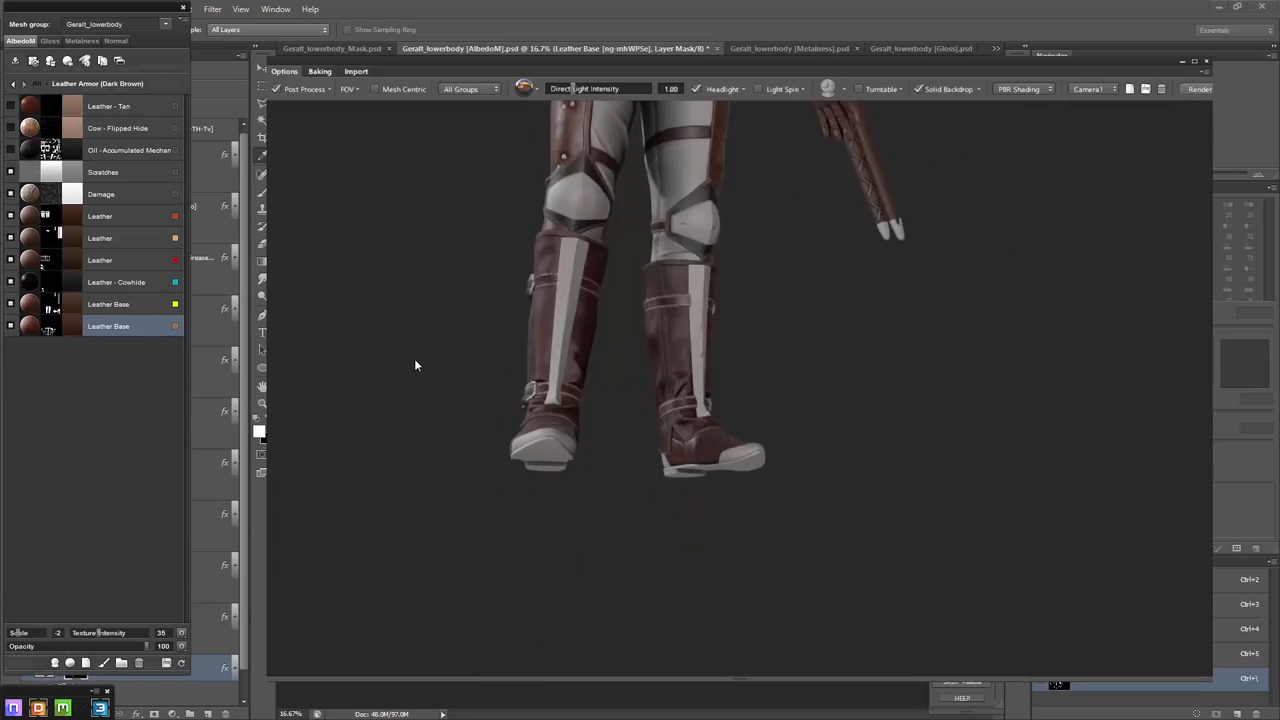 Filter View Window Help
Mesh group: Geralt_lowerbody
All Layers Show Sampling Ring Essentials
AlbedoM Gloss Metalness Normal
Geralt_lowerbody_Mask.psd × Geralt_lowerbody [AlbedoM].psd @ 16.7% (Leather Base [ng-mhWPSe], Layer Mask/8) * × Geralt_lowerbody [Metalness].psd × Geralt_lowerbody [Gloss].psd »
Options Baking Import
All Leather Armor (Dark Brown)
Post Process FOV Mesh Centric All Groups Direct Light Intensity 1.00 Headlight Light Spin Turntable Solid Backdrop PBR Shading Camera1 Render
Leather - Tan
Cow - Flipped Hide
Oil - Accumulated Mechan
Scratches
Damage
Leather
Leather
Leather
Leather - Cowhide
Leather Base
Leather Base
Ctrl+2
Ctrl+3
Ctrl+4
Ctrl+5
Ctrl+\
Scale -2 Texture Intensity 35
Opacity 100
HELP
16.67% Doc: 48.0M/97.0M